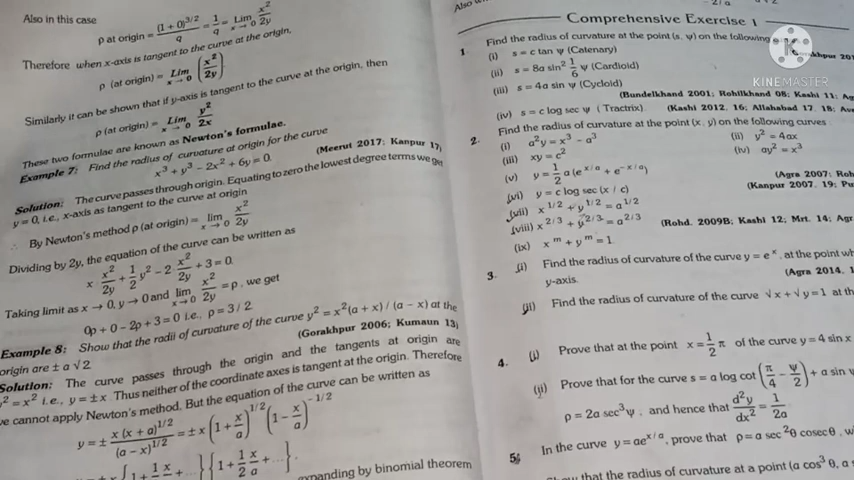 Also in this case
ρ at origin = (1 + 0)^3/2 / q = 1/q = Lim x → 0 x²/2y
Therefore when x-axis is tangent to the curve at the origin,
ρ (at origin) = Lim x → 0 (x²/2y).
Similarly it can be shown that if y-axis is tangent to the curve at the origin, then
ρ (at origin) = Lim x → 0 y²/2x
These two formulae are known as Newton's formulae.
Example 7: Find the radius of curvature at origin for the curve
x³ + y³ − 2x² + 6y = 0.
(Meerut 2017; Kanpur 17)
Solution: The curve passes through origin. Equating to zero the lowest degree terms we get
y = 0, i.e., x-axis as tangent to the curve at origin
∴ By Newton's method ρ (at origin) = lim x → 0 x²/2y
Dividing by 2y, the equation of the curve can be written as
x · x²/2y + 1/2 y² − 2 · x²/2y + 3 = 0.
Taking limit as x → 0, y → 0 and lim x → 0 x²/2y = ρ, we get
0ρ + 0 − 2ρ + 3 = 0 i.e., ρ = 3/2.
Example 8: Show that the radii of curvature of the curve y² = x² (a + x) / (a − x) at the
origin are ± a √2.
(Gorakhpur 2006; Kumaun 13)
Solution: The curve passes through the origin and the tangents at origin are
y² = x² i.e., y = ± x. Thus neither of the coordinate axes is tangent at the origin. Therefore
we cannot apply Newton's method. But the equation of the curve can be written as
y = ± x (x + a)^1/2 / (a − x)^1/2 = ± x (1 + x/a)^1/2 (1 − x/a)^−1/2
{1 + 1/2 x/a + ...} {1 + 1/2 x/a + ...}.
expanding by binomial theorem
Also
Comprehensive Exercise 1
1. Find the radius of curvature at the point (s, ψ) on the following
(i) s = c tan ψ (Catenary)
(ii) s = 8a sin² 1/6 ψ (Cardioid)
(iii) s = 4a sin ψ (Cycloid)
(Bundelkhand 2001; Rohilkhand 08; Kashi 11;
(iv) s = c log sec ψ (Tractrix).
(Kashi 2012, 16; Allahabad 17, 18;
2. Find the radius of curvature at the point (x, y) on the following curves
(i) a²y = x³ − a³
(ii) y² = 4ax
(iii) xy = c²
(iv) ay² = x³
(v) y = 1/2 a (e^x/a + e^−x/a)
(Agra 2007;
(vi) y = c log sec (x / c)
(Kanpur 2007, 19;
(vii) x^1/2 + y^1/2 = a^1/2
(viii) x^2/3 + y^2/3 = a^2/3
(Rohd. 2009B; Kashi 12; Mrt. 14;
(ix) x^m + y^m = 1.
3. (i) Find the radius of curvature of the curve y = e^x, at the point
y-axis.
(Agra 2014,
(ii) Find the radius of curvature of the curve √x + √y = 1 at
4. (i) Prove that at the point x = 1/2 π of the curve y = 4 sin x
(ii) Prove that for the curve s = a log cot (π/4 − ψ/2) + a sin
ρ = 2a sec³ψ, and hence that d²y/dx² = 1/2a
5. In the curve y = ae^x/a, prove that ρ = a sec²θ cosec θ,
that the radius of curvature at a point (a cos³ θ, a
KINEMASTER